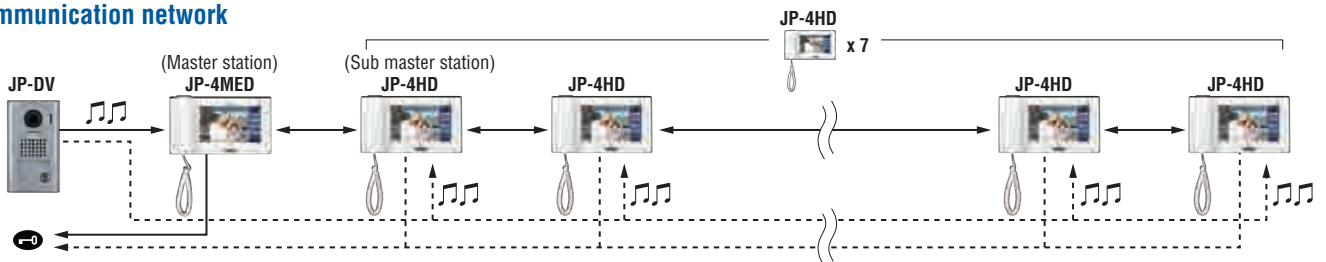 mmunication network
JP-4HD
x 7
(Master station)
(Sub master station)
JP-DV
JP-4MED
JP-4HD
JP-4HD
JP-4HD
JP-4HD